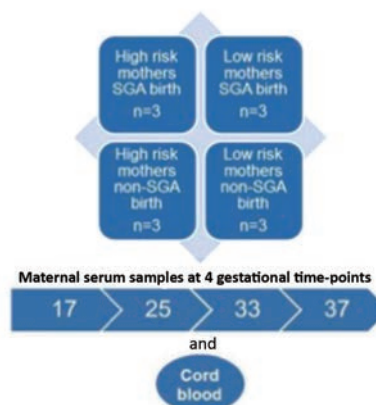 High risk
mothers
SGA birth
n=3
Low risk
mothers
SGA birth
n=3
High risk
mothers
non-SGA
birth
n=3
Low risk
mothers
non-SGA
birth
n=3
Maternal serum samples at 4 gestational time-points
17
25
33
37
and
Cord
blood